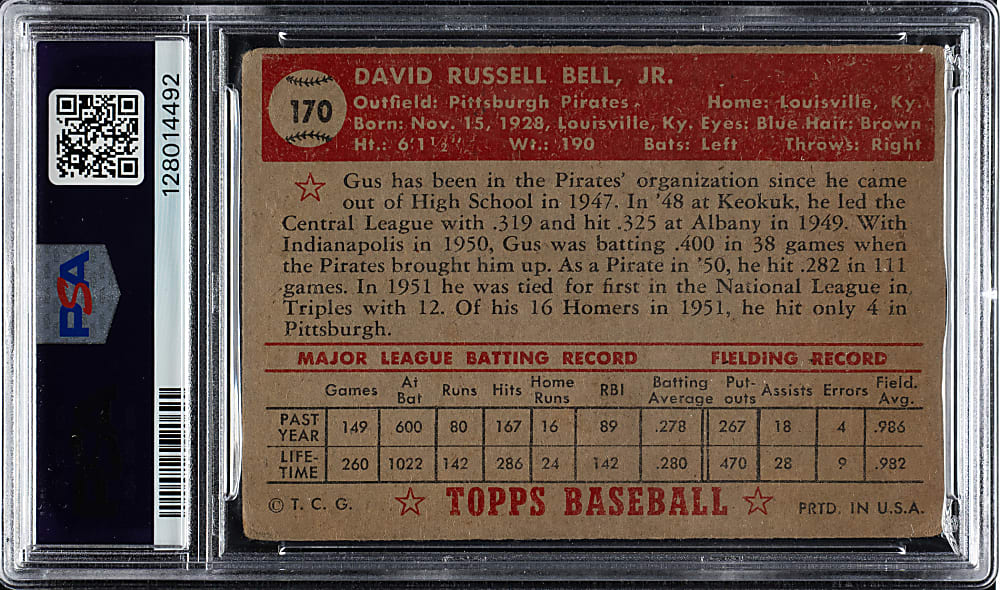 PSA
128014492
170
DAVID RUSSELL BELL, JR.
Outfield: Pittsburgh Pirates. Home: Louisville, Ky.
Born: Nov. 15, 1928, Louisville, Ky. Eyes: Blue Hair: Brown
Ht.: 6'1½" Wt.: 190 Bats: Left Throws: Right
Gus has been in the Pirates' organization since he came
out of High School in 1947. In '48 at Keokuk, he led the
Central League with .319 and hit .325 at Albany in 1949. With
Indianapolis in 1950, Gus was batting .400 in 38 games when
the Pirates brought him up. As a Pirate in '50, he hit .282 in 111
games. In 1951 he was tied for first in the National League in
Triples with 12. Of his 16 Homers in 1951, he hit only 4 in
Pittsburgh.
MAJOR LEAGUE BATTING RECORD FIELDING RECORD
Games At Bat Runs Hits Home Runs RBI Batting Average Put-outs Assists Errors Field. Avg.
PAST YEAR 149 600 80 167 16 89 .278 267 18 4 .986
LIFE-TIME 260 1022 142 286 24 142 .280 470 28 9 .982
© T. C. G. TOPPS BASEBALL PRTD. IN U.S.A.